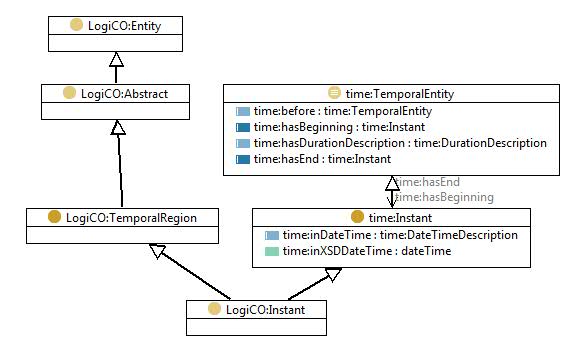 LogiCO:Entity
LogiCO:Abstract
time:TemporalEntity
time:before : time:TemporalEntity
time:hasBeginning : time:Instant
time:hasDurationDescription : time:DurationDescription
time:hasEnd : time:Instant
time:hasEnd
time:hasBeginning
LogiCO:TemporalRegion
time:Instant
time:inDateTime : time:DateTimeDescription
time:inXSDDateTime : dateTime
LogiCO:Instant